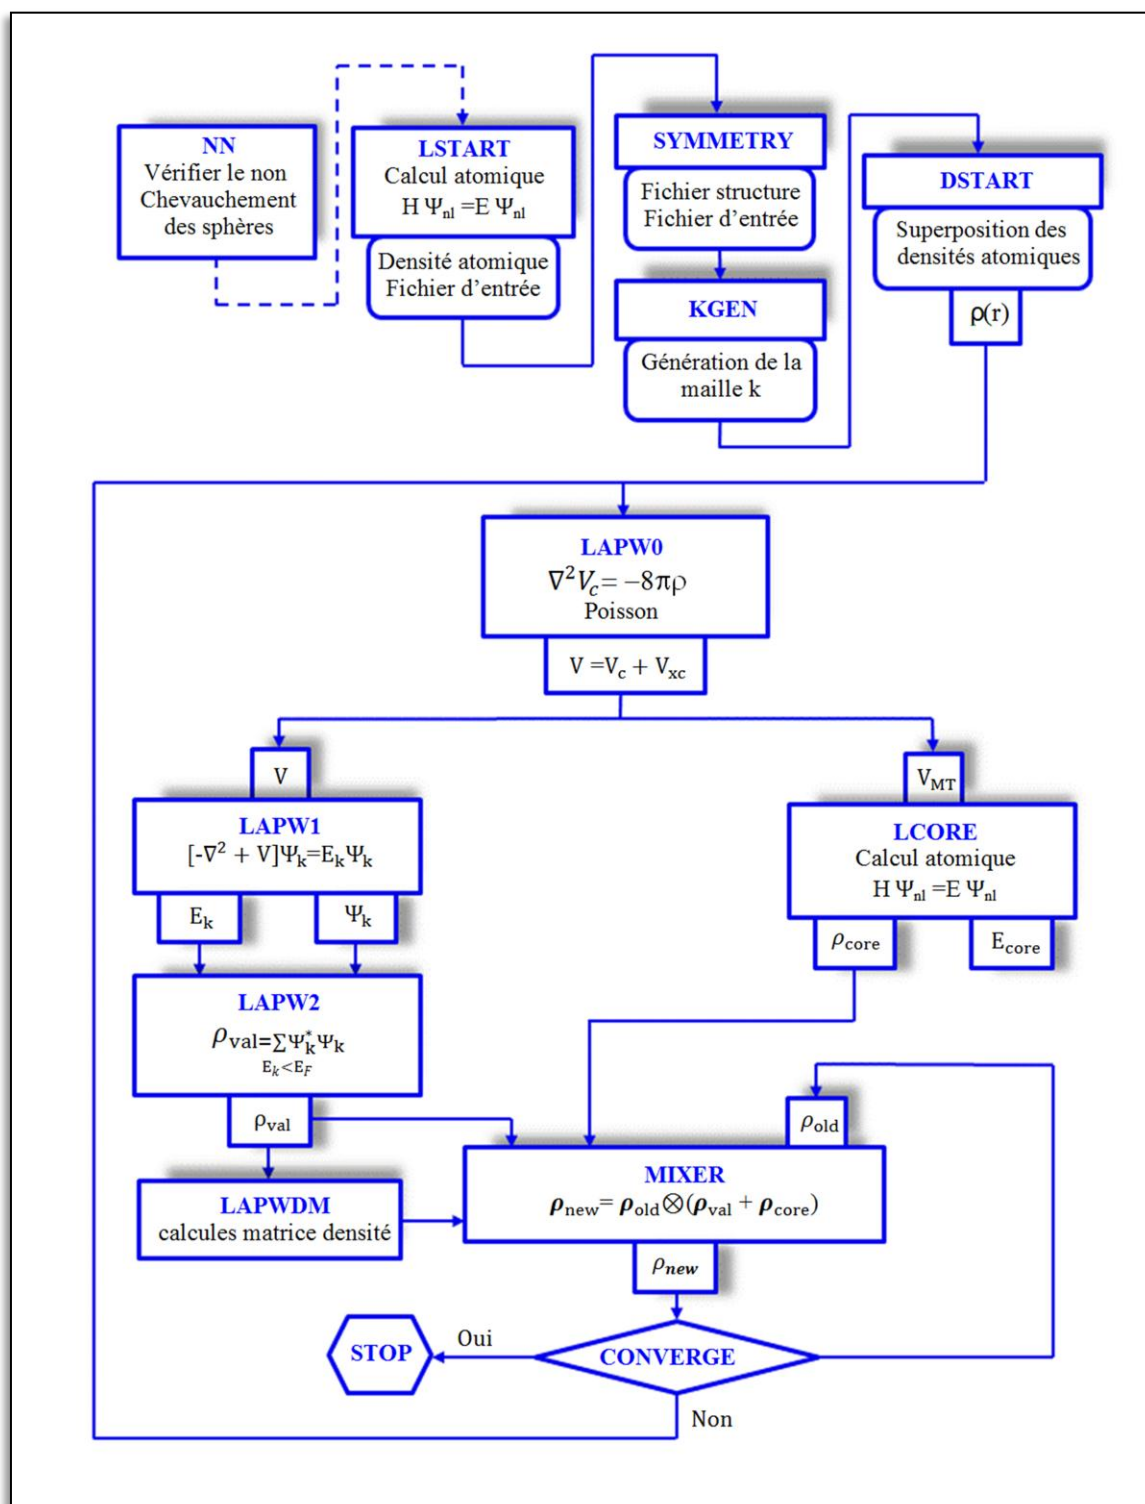 NN
Vérifier le non
Chevauchement
des sphères
LSTART
Calcul atomique
H Ψnl =E Ψnl
Densité atomique
Fichier d'entrée
SYMMETRY
Fichier structure
Fichier d'entrée
KGEN
Génération de la
maille k
DSTART
Superposition des
densités atomiques
ρ(r)
LAPW0
∇²Vc= −8πρ
Poisson
V =Vc + Vxc
V
LAPW1
[-∇² + V]Ψk=EkΨk
Ek
Ψk
LAPW2
ρval=∑Ψk*Ψk
Ek<EF
ρval
LAPWDM
calcules matrice densité
VMT
LCORE
Calcul atomique
H Ψnl =E Ψnl
ρcore
Ecore
ρold
MIXER
ρnew= ρold⊗(ρval + ρcore)
ρnew
CONVERGE
Oui
STOP
Non